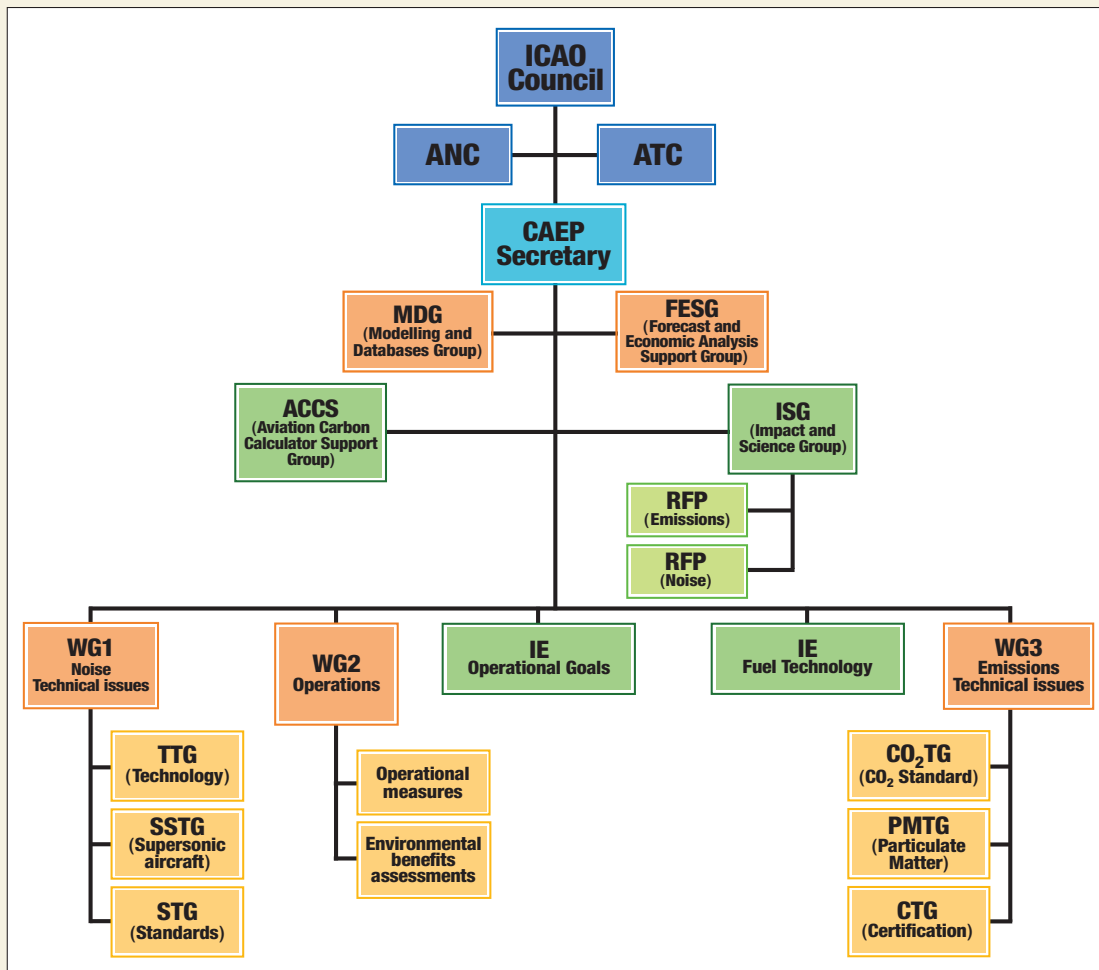 ICAO
Council
ANC
ATC
CAEP
Secretary
MDG
(Modelling and
Databases Group)
FESG
(Forecast and
Economic Analysis
Support Group)
ACCS
(Aviation Carbon
Calculator Support
Group)
ISG
(Impact and
Science Group)
RFP
(Emissions)
RFP
(Noise)
WG1
Noise
Technical issues
WG2
Operations
IE
Operational Goals
IE
Fuel Technology
WG3
Emissions
Technical issues
TTG
(Technology)
SSTG
(Supersonic
aircraft)
STG
(Standards)
Operational
measures
Environmental
benefits
assessments
CO₂TG
(CO₂ Standard)
PMTG
(Particulate
Matter)
CTG
(Certification)